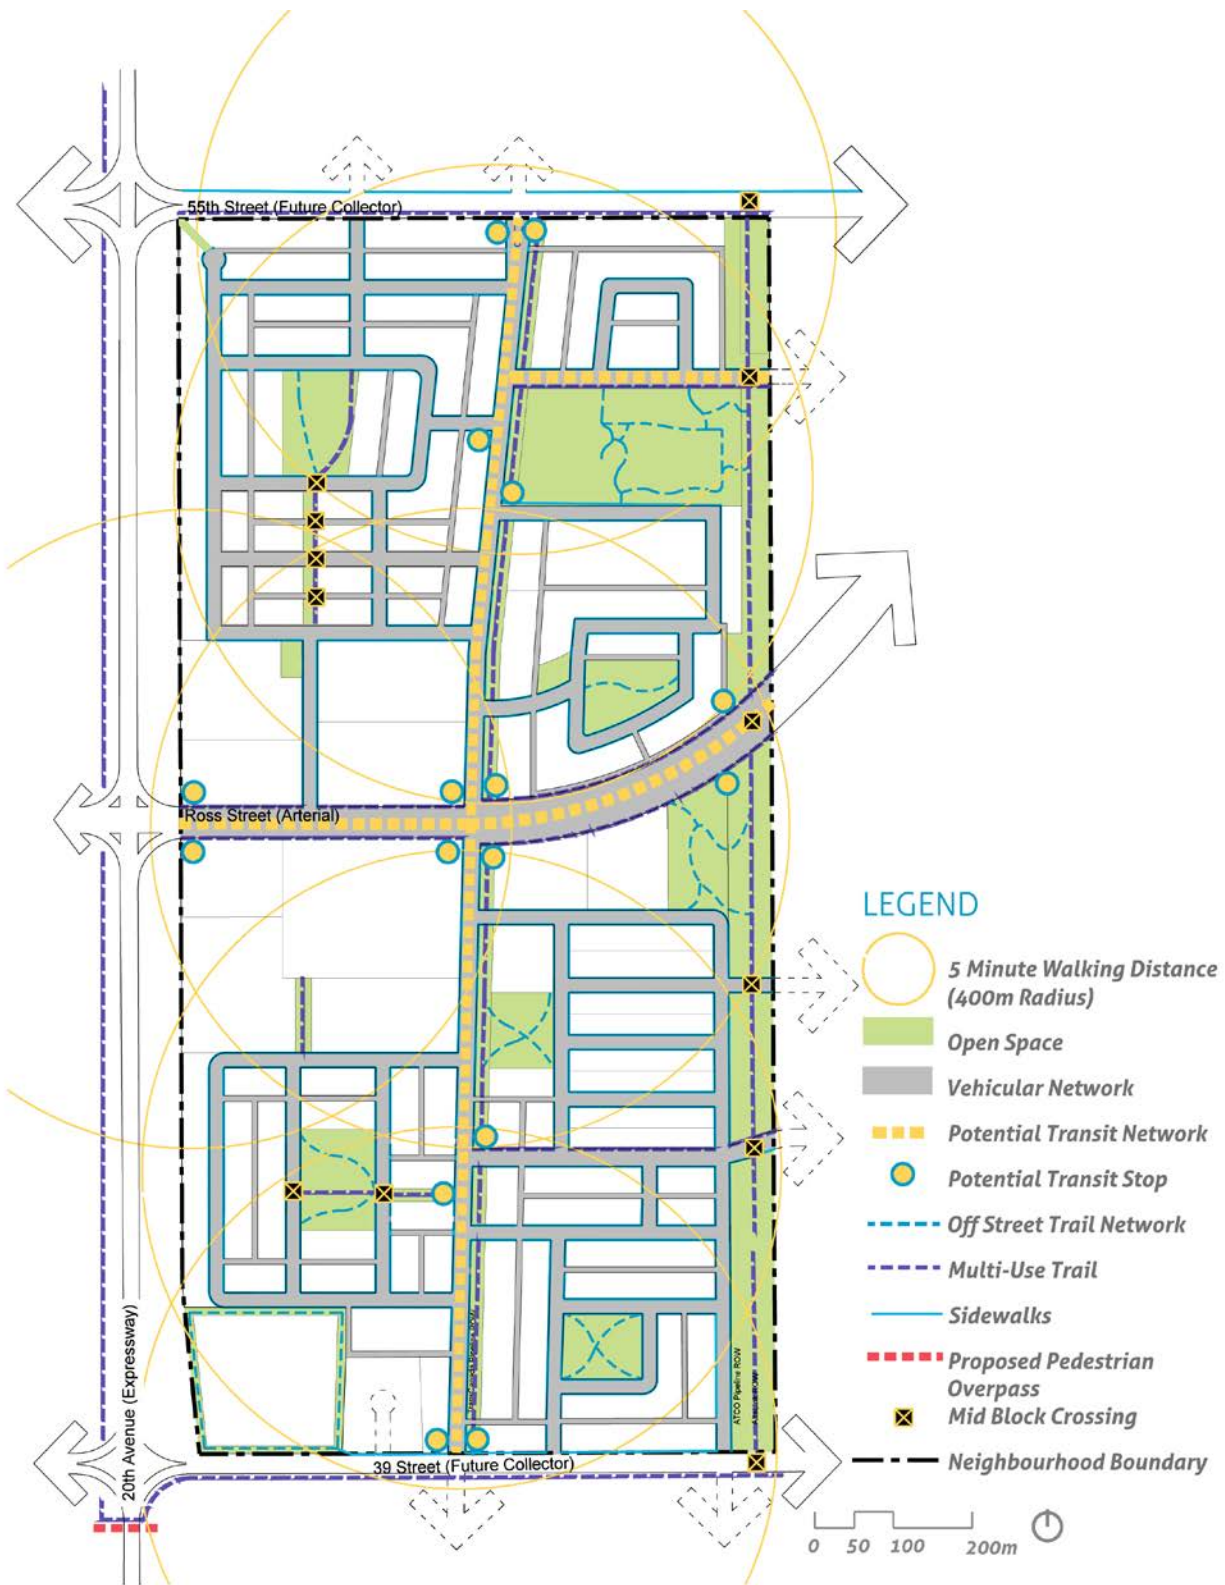 55th Street (Future Collector)
Ross Street (Arterial)
20th Avenue (Expressway)
39 Street (Future Collector)
ATCO Pipeline ROW
LEGEND
5 Minute Walking Distance
(400m Radius)
Open Space
Vehicular Network
Potential Transit Network
Potential Transit Stop
Off Street Trail Network
Multi-Use Trail
Sidewalks
Proposed Pedestrian
Overpass
Mid Block Crossing
Neighbourhood Boundary
0 50 100 200m